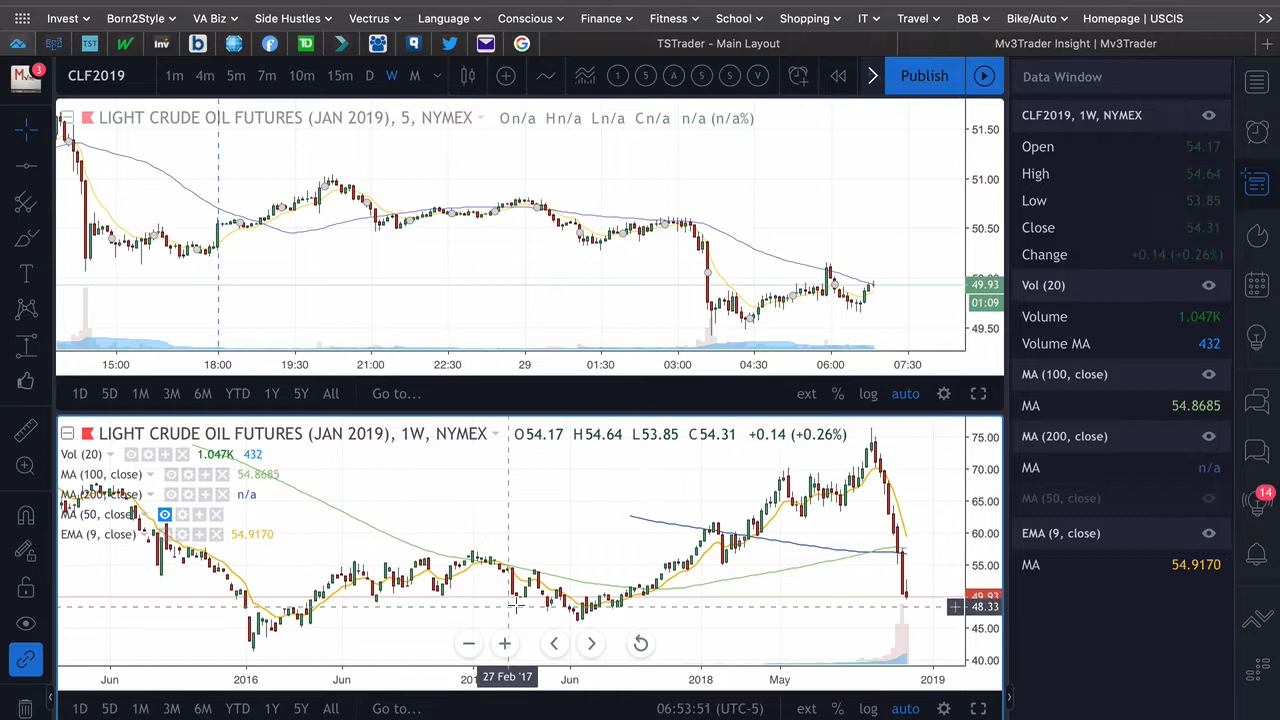 Invest Born2Style VA Biz Side Hustles Vectrus Language Conscious Finance Fitness School Shopping IT Travel BoB Bike/Auto Homepage | USCIS
TST W Inv b f TD TSTrader - Main Layout Mv3Trader Insight | Mv3Trader
3 CLF2019 1m 4m 5m 7m 10m 15m D W M 1 5 A S B V Publish
Data Window
LIGHT CRUDE OIL FUTURES (JAN 2019), 5, NYMEX On/a Hn/a Ln/a Cn/a n/a (n/a%)
51.50
51.00
50.50
49.93
01:09
49.50
15:00 18:00 19:30 21:00 22:30 29 01:30 03:00 04:30 06:00 07:30
1D 5D 1M 3M 6M YTD 1Y 5Y All Go to... ext % log auto
LIGHT CRUDE OIL FUTURES (JAN 2019), 1W, NYMEX O54.17 H54.64 L53.85 C54.31 +0.14 (+0.26%)
Vol (20) 1.047K 432
MA (100, close) 54.8685
MA (200, close) n/a
MA (50, close)
EMA (9, close) 54.9170
75.00
70.00
65.00
60.00
55.00
49.93
48.33
45.00
40.00
Jun 2016 Jun 27 Feb '17 Jun 2018 May 2019
1D 5D 1M 3M 6M YTD 1Y 5Y All Go to... 06:53:51 (UTC-5) ext % log auto
CLF2019, 1W, NYMEX
Open 54.17
High 54.64
Low 53.85
Close 54.31
Change +0.14 (+0.26%)
Vol (20)
Volume 1.047K
Volume MA 432
MA (100, close)
MA 54.8685
MA (200, close)
MA n/a
MA (50, close)
EMA (9, close)
MA 54.9170
14